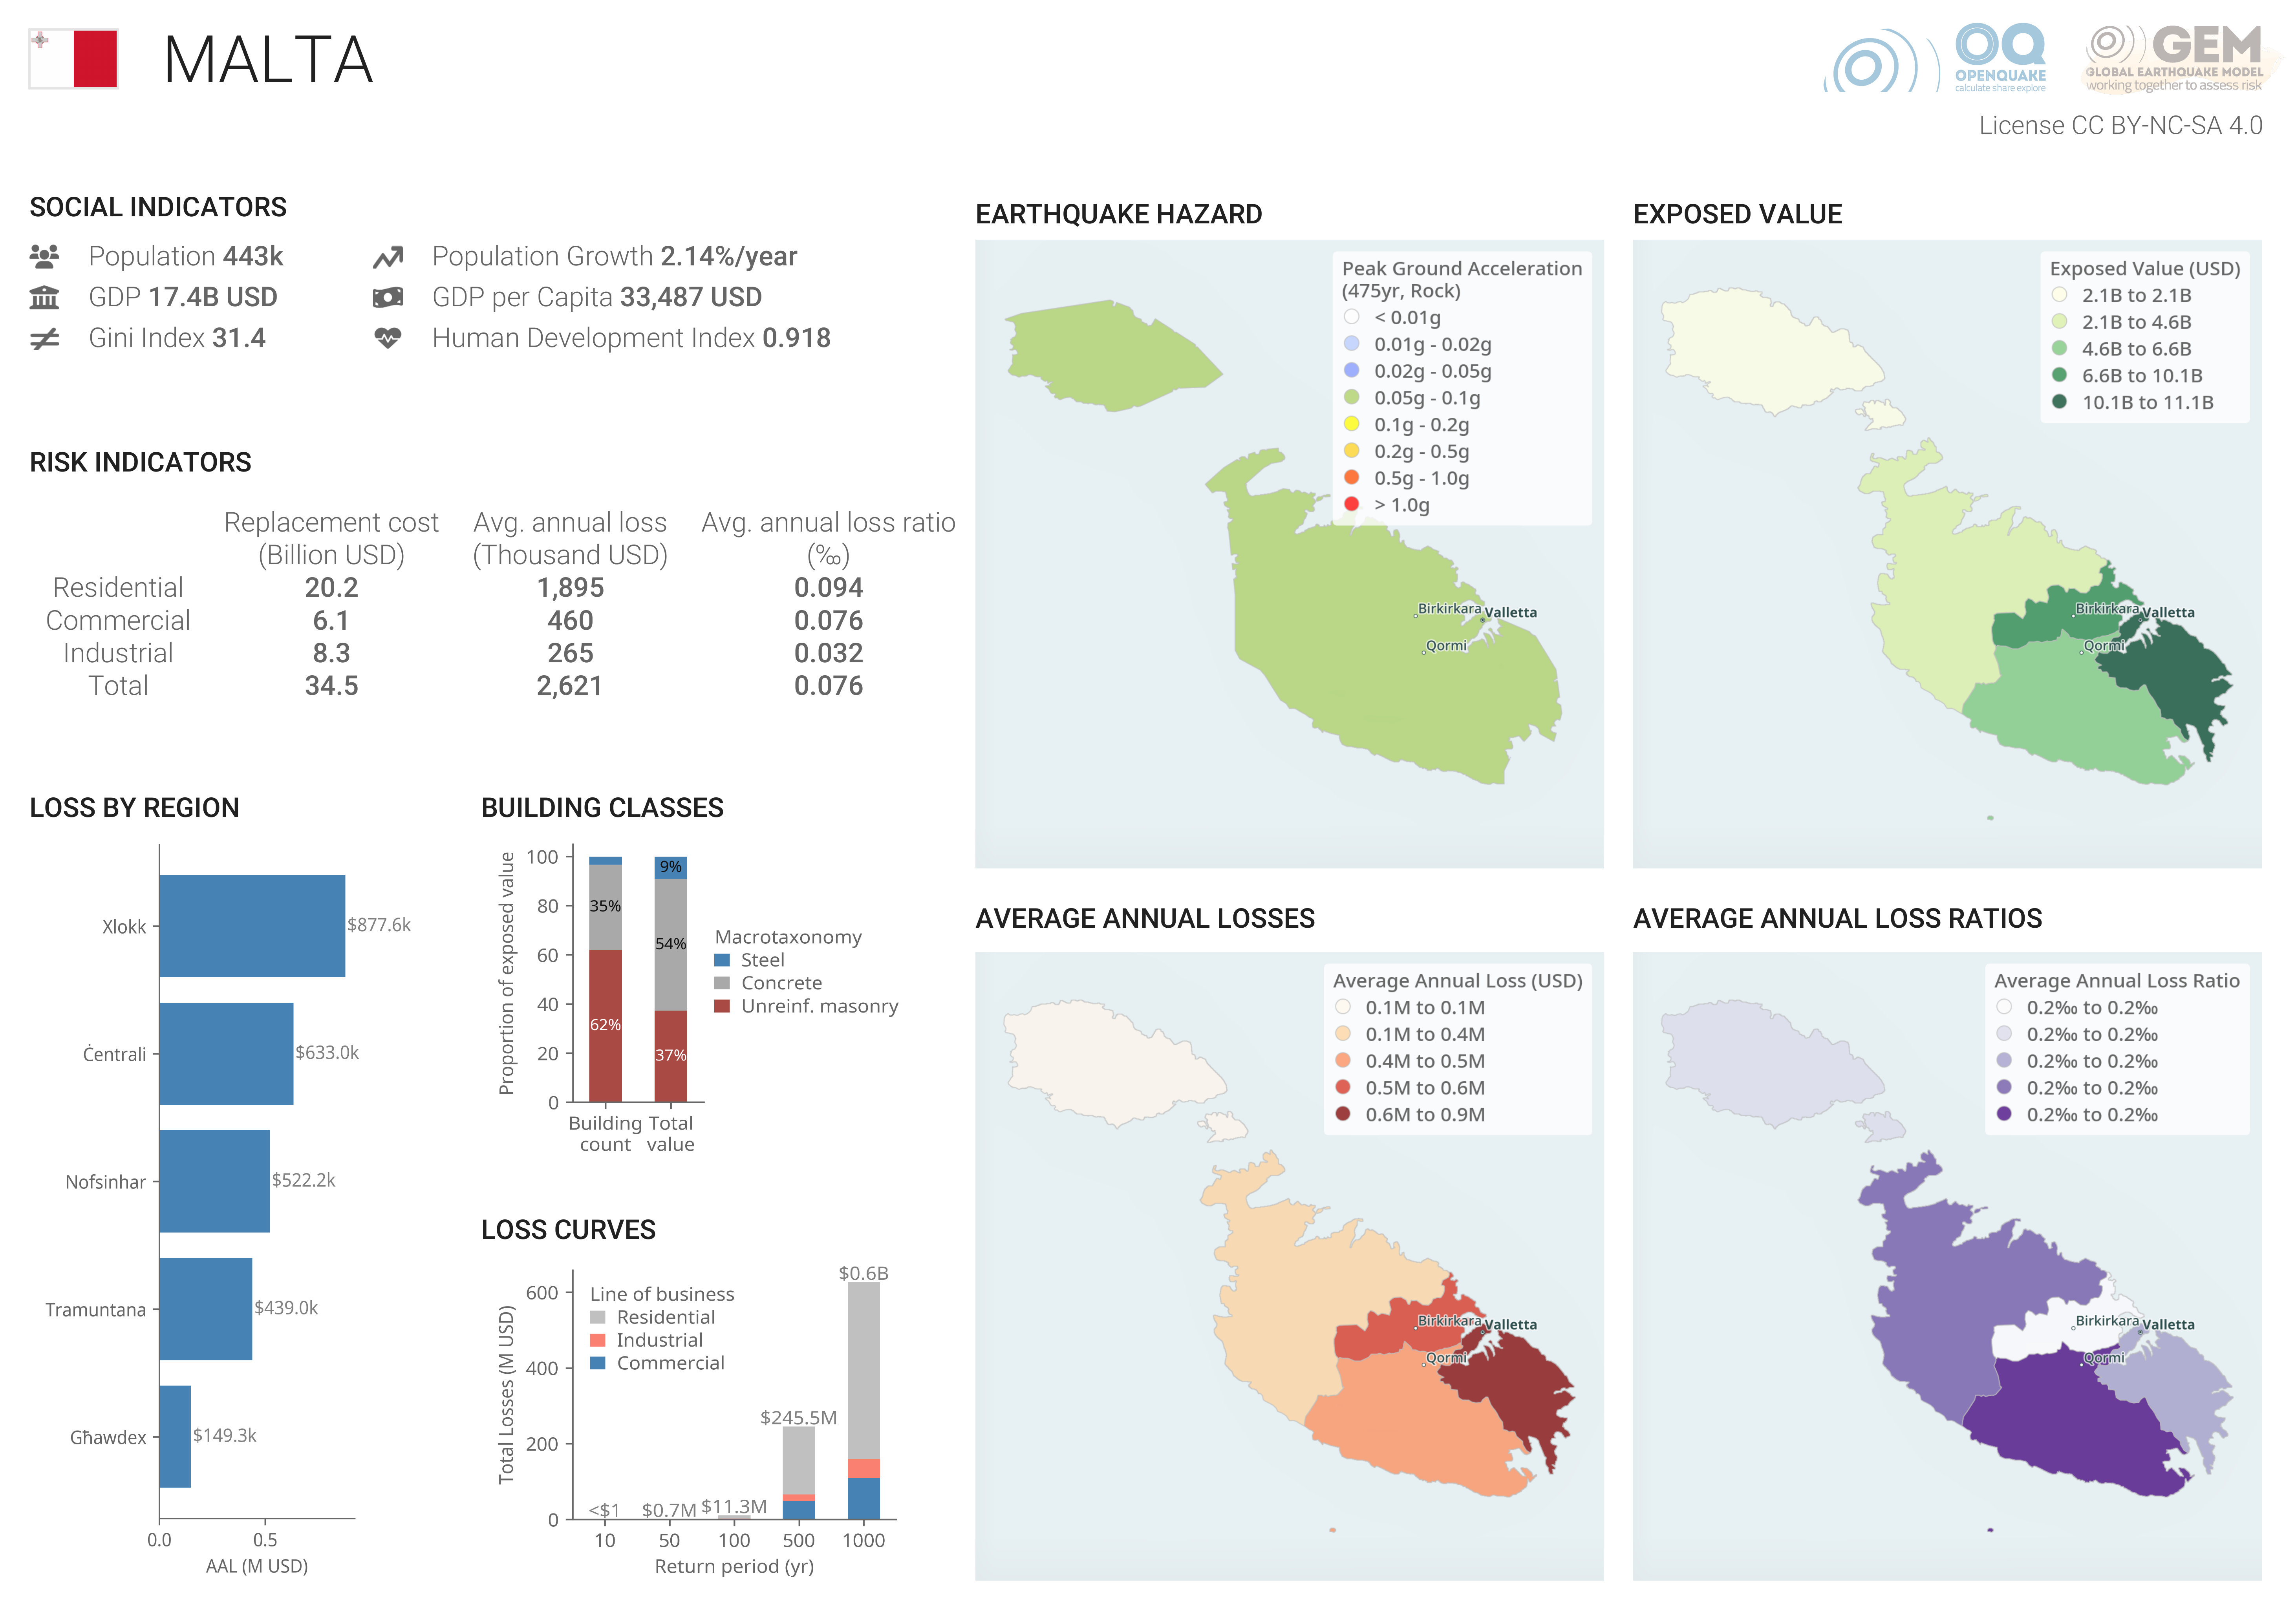 MALTA
OQ
OPENQUAKE
calculate share explore
GEM
GLOBAL EARTHQUAKE MODEL
working together to assess risk
License CC BY-NC-SA 4.0
SOCIAL INDICATORS
Population 443k
Population Growth 2.14%/year
GDP 17.4B USD
GDP per Capita 33,487 USD
Gini Index 31.4
Human Development Index 0.918
RISK INDICATORS
Replacement cost Avg. annual loss Avg. annual loss ratio
(Billion USD) (Thousand USD) (‰)
Residential 20.2 1,895 0.094
Commercial 6.1 460 0.076
Industrial 8.3 265 0.032
Total 34.5 2,621 0.076
LOSS BY REGION
Xlokk $877.6k
Ċentrali $633.0k
Nofsinhar $522.2k
Tramuntana $439.0k
Għawdex $149.3k
0.0 0.5
AAL (M USD)
BUILDING CLASSES
Proportion of exposed value
100
80
60
40
20
0
35%
62%
9%
54%
37%
Building count
Total value
Macrotaxonomy
Steel
Concrete
Unreinf. masonry
LOSS CURVES
Total Losses (M USD)
600
400
200
0
Line of business
Residential
Industrial
Commercial
<$1
$0.7M
$11.3M
$245.5M
$0.6B
10 50 100 500 1000
Return period (yr)
EARTHQUAKE HAZARD
Peak Ground Acceleration
(475yr, Rock)
< 0.01g
0.01g - 0.02g
0.02g - 0.05g
0.05g - 0.1g
0.1g - 0.2g
0.2g - 0.5g
0.5g - 1.0g
> 1.0g
Birkirkara
Valletta
Qormi
EXPOSED VALUE
Exposed Value (USD)
2.1B to 2.1B
2.1B to 4.6B
4.6B to 6.6B
6.6B to 10.1B
10.1B to 11.1B
Birkirkara
Valletta
Qormi
AVERAGE ANNUAL LOSSES
Average Annual Loss (USD)
0.1M to 0.1M
0.1M to 0.4M
0.4M to 0.5M
0.5M to 0.6M
0.6M to 0.9M
Birkirkara
Valletta
Qormi
AVERAGE ANNUAL LOSS RATIOS
Average Annual Loss Ratio
0.2‰ to 0.2‰
0.2‰ to 0.2‰
0.2‰ to 0.2‰
0.2‰ to 0.2‰
0.2‰ to 0.2‰
Birkirkara
Valletta
Qormi